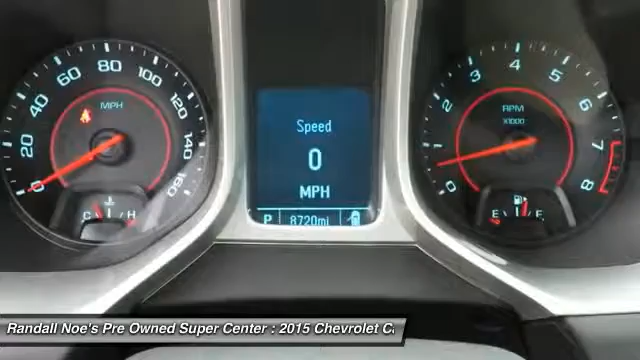 MPH
0 20 40 60 80 100 120 140 160
C H
Speed
0
MPH
P 8720mi
RPM
X1000
0 1 2 3 4 5 6 7 8
E F
Randall Noe's Pre Owned Super Center : 2015 Chevrolet C